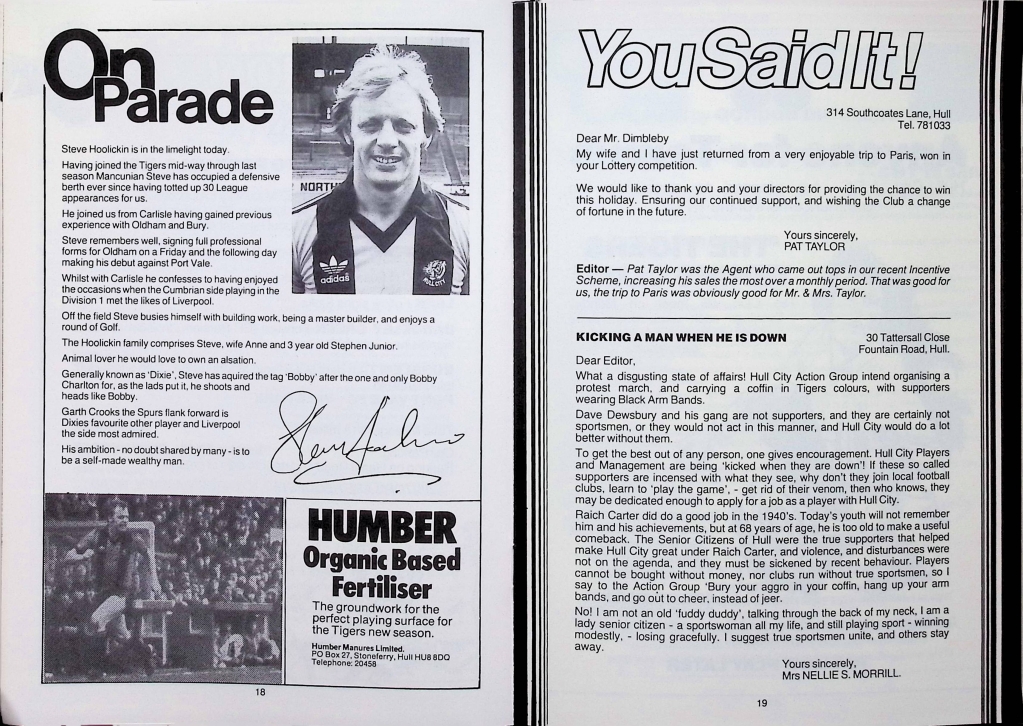 On
Parade
Steve Hoolickin is in the limelight today.
Having joined the Tigers mid-way through last
season Mancunian Steve has occupied a defensive
berth ever since having totted up 30 League
appearances for us.
He joined us from Carlisle having gained previous
experience with Oldham and Bury.
Steve remembers well, signing full professional
forms for Oldham on a Friday and the following day
making his debut against Port Vale.
Whilst with Carlisle he confesses to having enjoyed
the occasions when the Cumbrian side playing in the
Division 1 met the likes of Liverpool.
Off the field Steve busies himself with building work, being a master builder, and enjoys a
round of Golf.
The Hoolickin family comprises Steve, wife Anne and 3 year old Stephen Junior.
Animal lover he would love to own an alsation.
Generally known as 'Dixie', Steve has aquired the tag 'Bobby' after the one and only Bobby
Charlton for, as the lads put it, he shoots and
heads like Bobby.
Garth Crooks the Spurs flank forward is
Dixies favourite other player and Liverpool
the side most admired.
His ambition - no doubt shared by many - is to
be a self-made wealthy man.
NORTH
adidas
HULL CITY
HUMBER
Organic Based
Fertiliser
The groundwork for the
perfect playing surface for
the Tigers new season.
Humber Manures Limited.
PO Box 27, Stoneferry, Hull HU8 8DQ
Telephone: 20458
18
You Said It!
314 Southcoates Lane, Hull
Tel. 781033
Dear Mr. Dimbleby
My wife and I have just returned from a very enjoyable trip to Paris, won in
your Lottery competition.
We would like to thank you and your directors for providing the chance to win
this holiday. Ensuring our continued support, and wishing the Club a change
of fortune in the future.
Yours sincerely,
PAT TAYLOR
Editor — Pat Taylor was the Agent who came out tops in our recent Incentive
Scheme, increasing his sales the most over a monthly period. That was good for
us, the trip to Paris was obviously good for Mr. & Mrs. Taylor.
KICKING A MAN WHEN HE IS DOWN
30 Tattersall Close
Fountain Road, Hull.
Dear Editor,
What a disgusting state of affairs! Hull City Action Group intend organising a
protest march, and carrying a coffin in Tigers colours, with supporters
wearing Black Arm Bands.
Dave Dewsbury and his gang are not supporters, and they are certainly not
sportsmen, or they would not act in this manner, and Hull City would do a lot
better without them.
To get the best out of any person, one gives encouragement. Hull City Players
and Management are being 'kicked when they are down'! If these so called
supporters are incensed with what they see, why don't they join local football
clubs, learn to 'play the game', - get rid of their venom, then who knows, they
may be dedicated enough to apply for a job as a player with Hull City.
Raich Carter did do a good job in the 1940's. Today's youth will not remember
him and his achievements, but at 68 years of age, he is too old to make a useful
comeback. The Senior Citizens of Hull were the true supporters that helped
make Hull City great under Raich Carter, and violence, and disturbances were
not on the agenda, and they must be sickened by recent behaviour. Players
cannot be bought without money, nor clubs run without true sportsmen, so I
say to the Action Group 'Bury your aggro in your coffin, hang up your arm
bands, and go out to cheer, instead of jeer.
No! I am not an old 'fuddy duddy', talking through the back of my neck, I am a
lady senior citizen - a sportswoman all my life, and still playing sport - winning
modestly, - losing gracefully. I suggest true sportsmen unite, and others stay
away.
Yours sincerely,
Mrs NELLIE S. MORRILL.
19